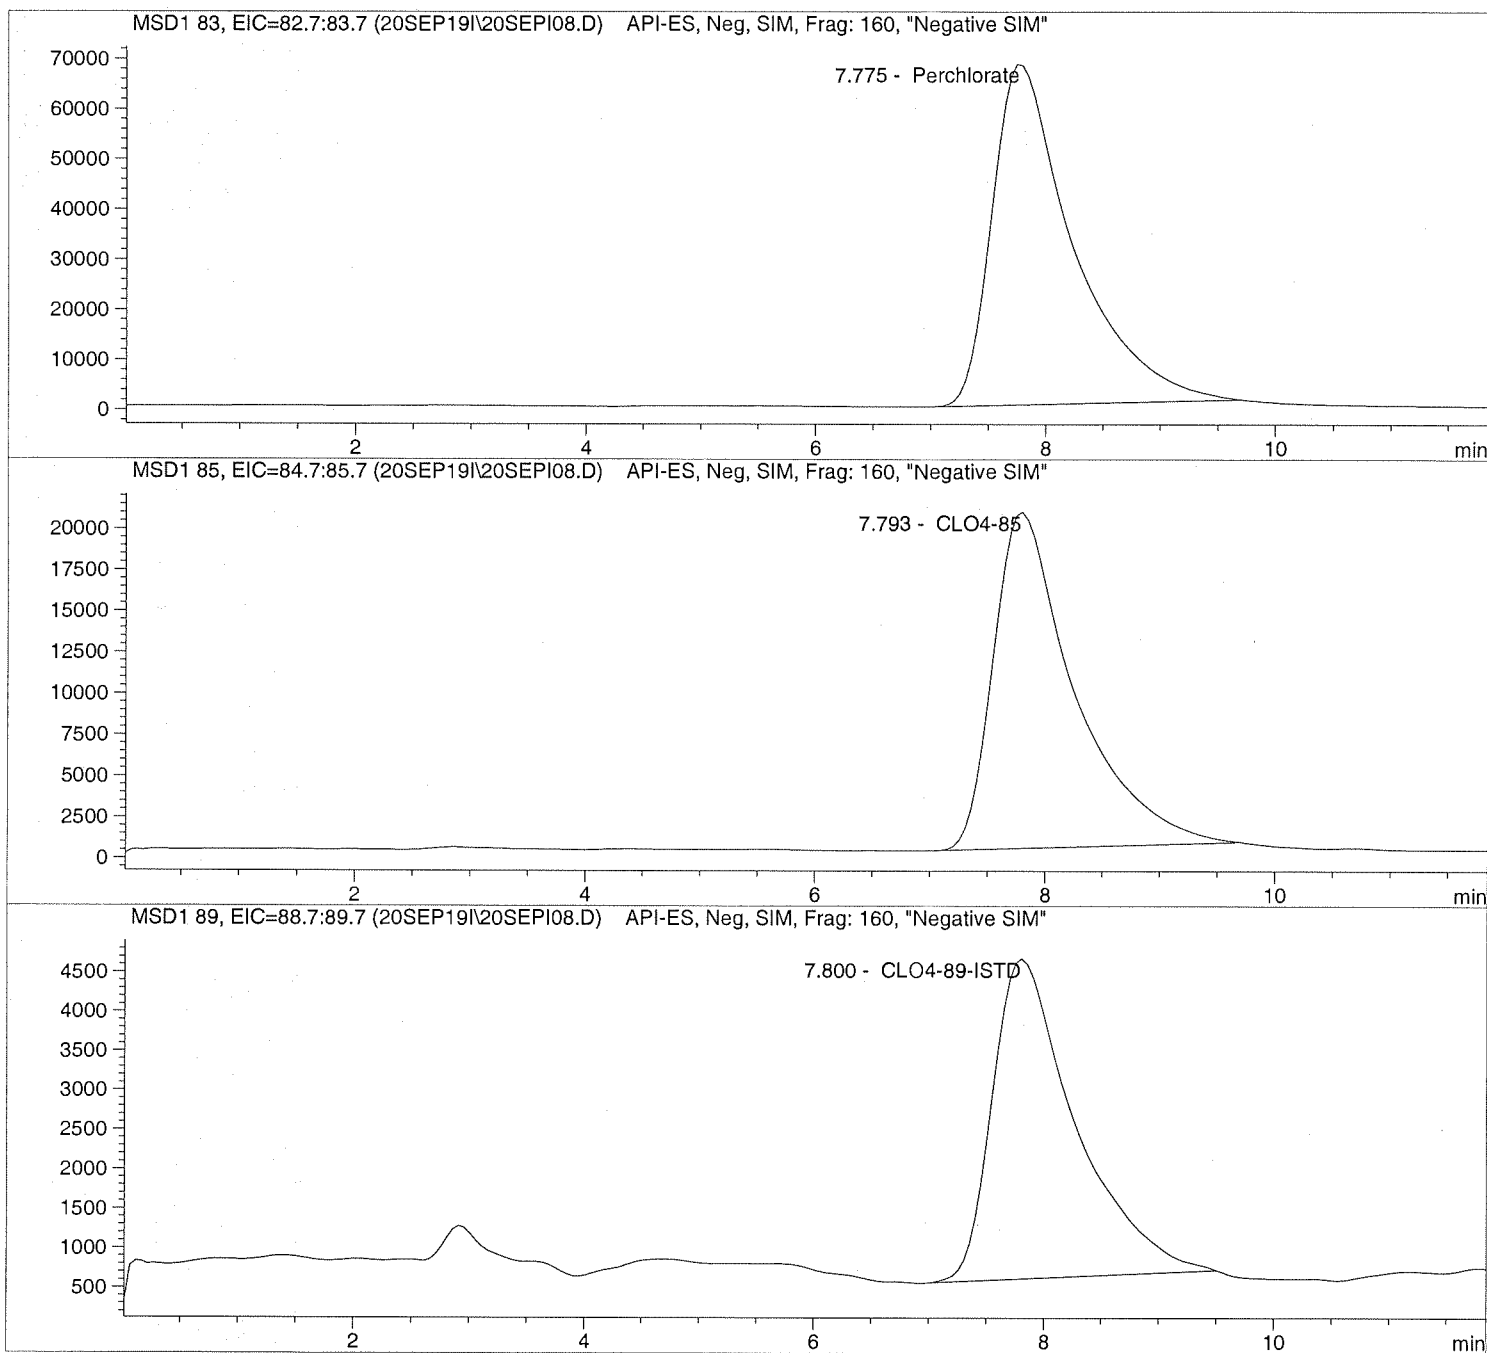 MSD1 83, EIC=82.7:83.7 (20SEP19I\20SEPI08.D) API-ES, Neg, SIM, Frag: 160, "Negative SIM"
70000
7.775 - Perchlorate
60000
50000
40000
30000
20000
10000
0
2 4 6 8 10 min
MSD1 85, EIC=84.7:85.7 (20SEP19I\20SEPI08.D) API-ES, Neg, SIM, Frag: 160, "Negative SIM"
20000
7.793 - CLO4-85
17500
15000
12500
10000
7500
5000
2500
0
2 4 6 8 10 min
MSD1 89, EIC=88.7:89.7 (20SEP19I\20SEPI08.D) API-ES, Neg, SIM, Frag: 160, "Negative SIM"
4500
7.800 - CLO4-89-ISTD
4000
3500
3000
2500
2000
1500
1000
500
2 4 6 8 10 min